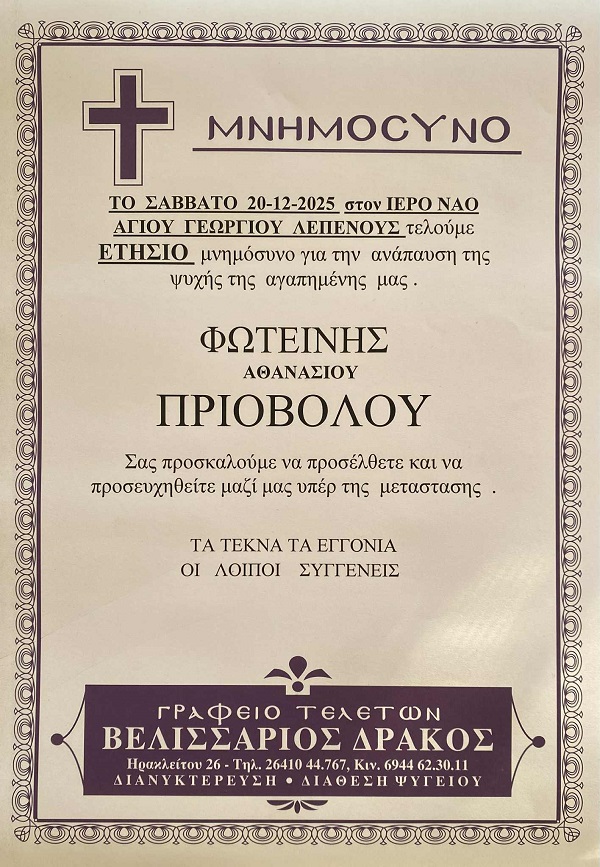 ΜΝΗΜΟСΥΝΟ
ΤΟ ΣΑΒΒΑΤΟ 20-12-2025 στον ΙΕΡΟ ΝΑΟ
ΑΓΙΟΥ ΓΕΩΡΓΙΟΥ ΛΕΠΕΝΟΥΣ τελούμε
ΕΤΗΣΙΟ μνημόσυνο για την ανάπαυση της
ψυχής της αγαπημένης μας .
ΦΩΤΕΙΝΗΣ
ΑΘΑΝΑΣΙΟΥ
ΠΡΙΟΒΟΛΟΥ
Σας προσκαλούμε να προσέλθετε και να
προσευχηθείτε μαζί μας υπέρ της μεταστασης .
ΤΑ ΤΕΚΝΑ ΤΑ ΕΓΓΟΝΙΑ
ΟΙ ΛΟΙΠΟΙ ΣΥΓΓΕΝΕΙΣ
ΓΡΑΦΕΙΟ ΤΕΛΕΤΩΝ
ΒΕΛΙΣΣΑΡΙΟΣ ΔΡΑΚΟΣ
Ηρακλείτου 26 - Τηλ. 26410 44.767, Κιν. 6944 62.30.11
ΔΙΑΝΥΚΤΕΡΕΥΣΗ • ΔΙΑΘΕΣΗ ΨΥΓΕΙΟΥ